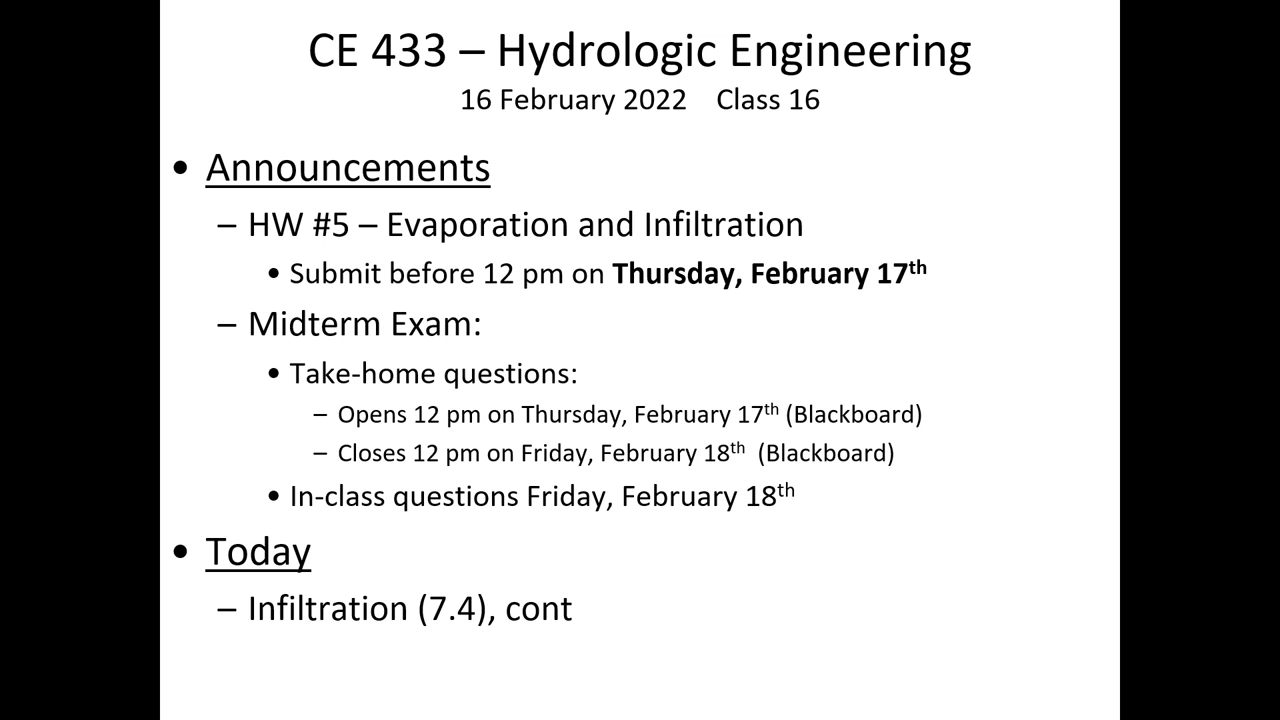 CE 433 – Hydrologic Engineering
16 February 2022 Class 16
• Announcements
– HW #5 – Evaporation and Infiltration
• Submit before 12 pm on Thursday, February 17th
– Midterm Exam:
• Take-home questions:
– Opens 12 pm on Thursday, February 17th (Blackboard)
– Closes 12 pm on Friday, February 18th (Blackboard)
• In-class questions Friday, February 18th
• Today
– Infiltration (7.4), cont